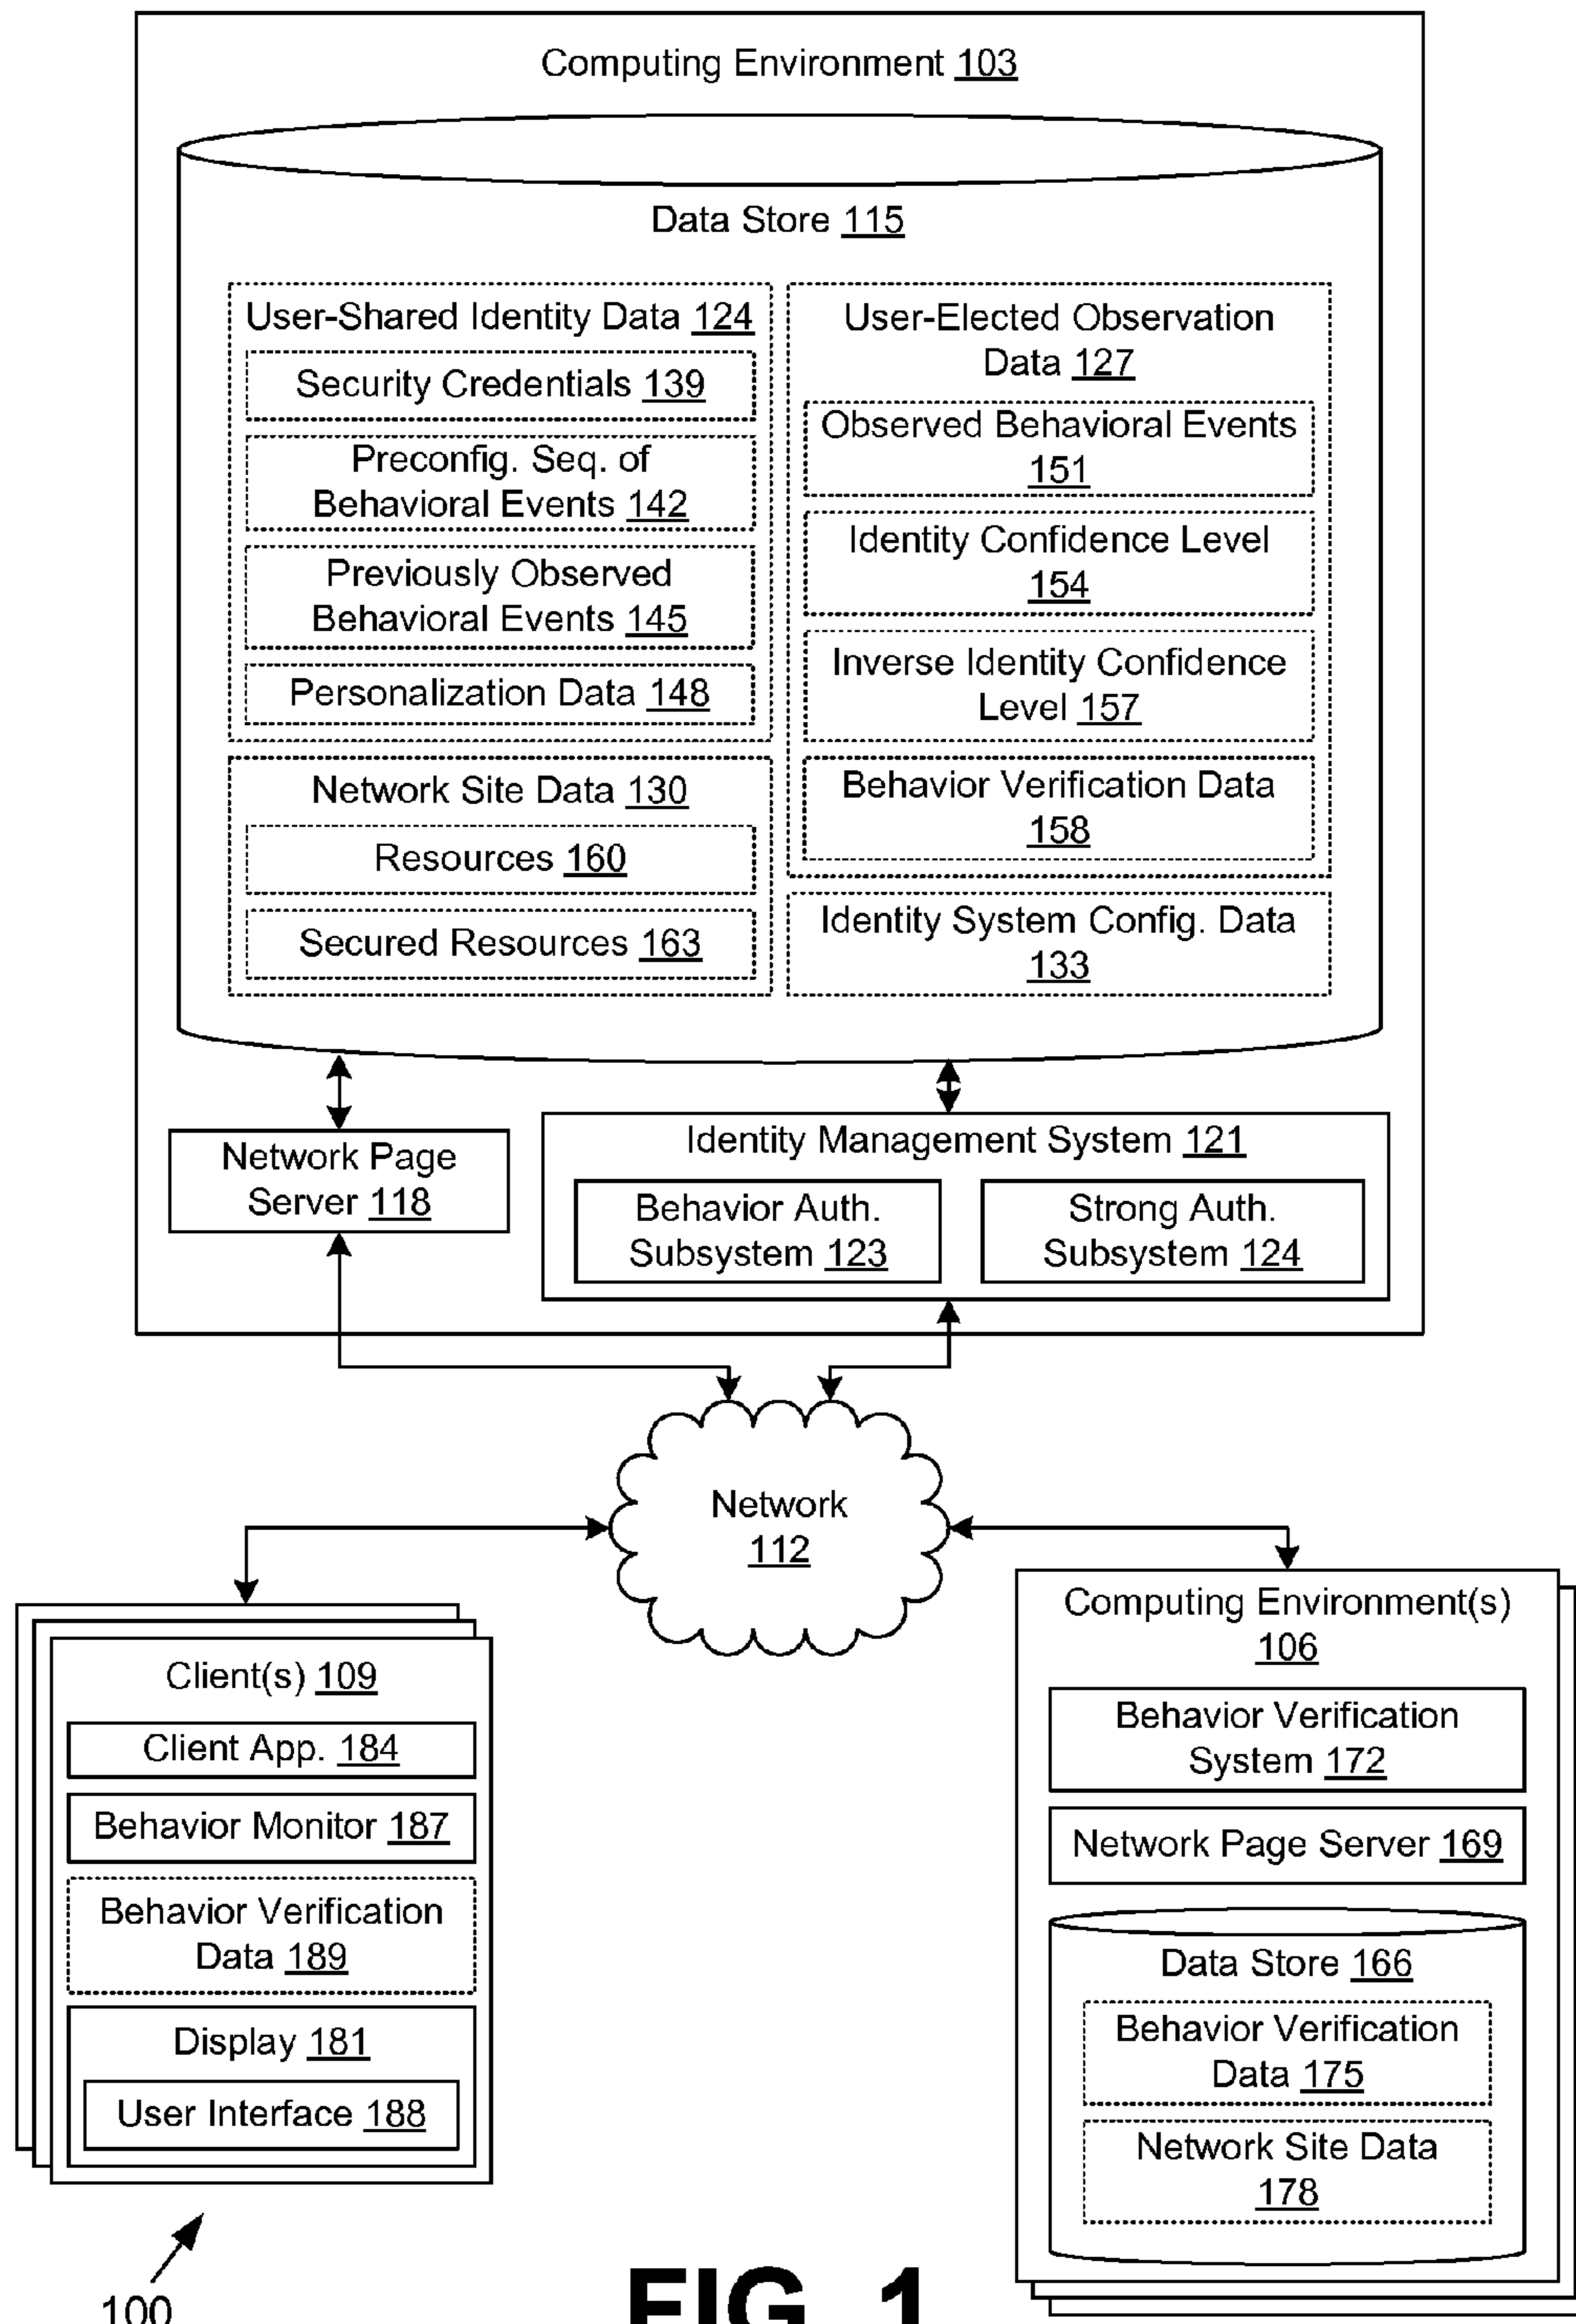 Computing Environment 103
Data Store 115
User-Shared Identity Data 124
Security Credentials 139
Preconfig. Seq. of
Behavioral Events 142
Previously Observed
Behavioral Events 145
Personalization Data 148
Network Site Data 130
Resources 160
Secured Resources 163
User-Elected Observation
Data 127
Observed Behavioral Events
151
Identity Confidence Level
154
Inverse Identity Confidence
Level 157
Behavior Verification Data
158
Identity System Config. Data
133
Network Page
Server 118
Identity Management System 121
Behavior Auth.
Subsystem 123
Strong Auth.
Subsystem 124
Network
112
Client(s) 109
Client App. 184
Behavior Monitor 187
Behavior Verification
Data 189
Display 181
User Interface 188
Computing Environment(s)
106
Behavior Verification
System 172
Network Page Server 169
Data Store 166
Behavior Verification
Data 175
Network Site Data
178
100
FIG. 1